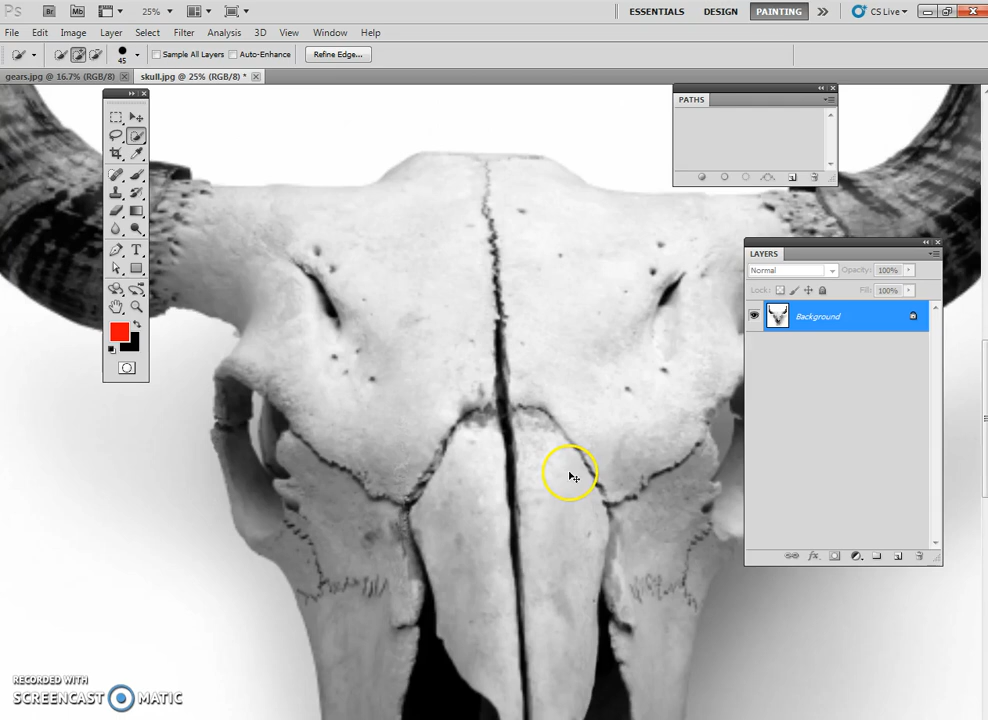 Ps Br Mb 25% ESSENTIALS DESIGN PAINTING CS Live
File Edit Image Layer Select Filter Analysis 3D View Window Help
45 Sample All Layers Auto-Enhance Refine Edge...
gears.jpg @ 16.7% (RGB/8) skull.jpg @ 25% (RGB/8) *
PATHS
LAYERS
Normal Opacity: 100%
Lock: Fill: 100%
Background
RECORDED WITH
SCREENCAST MATIC